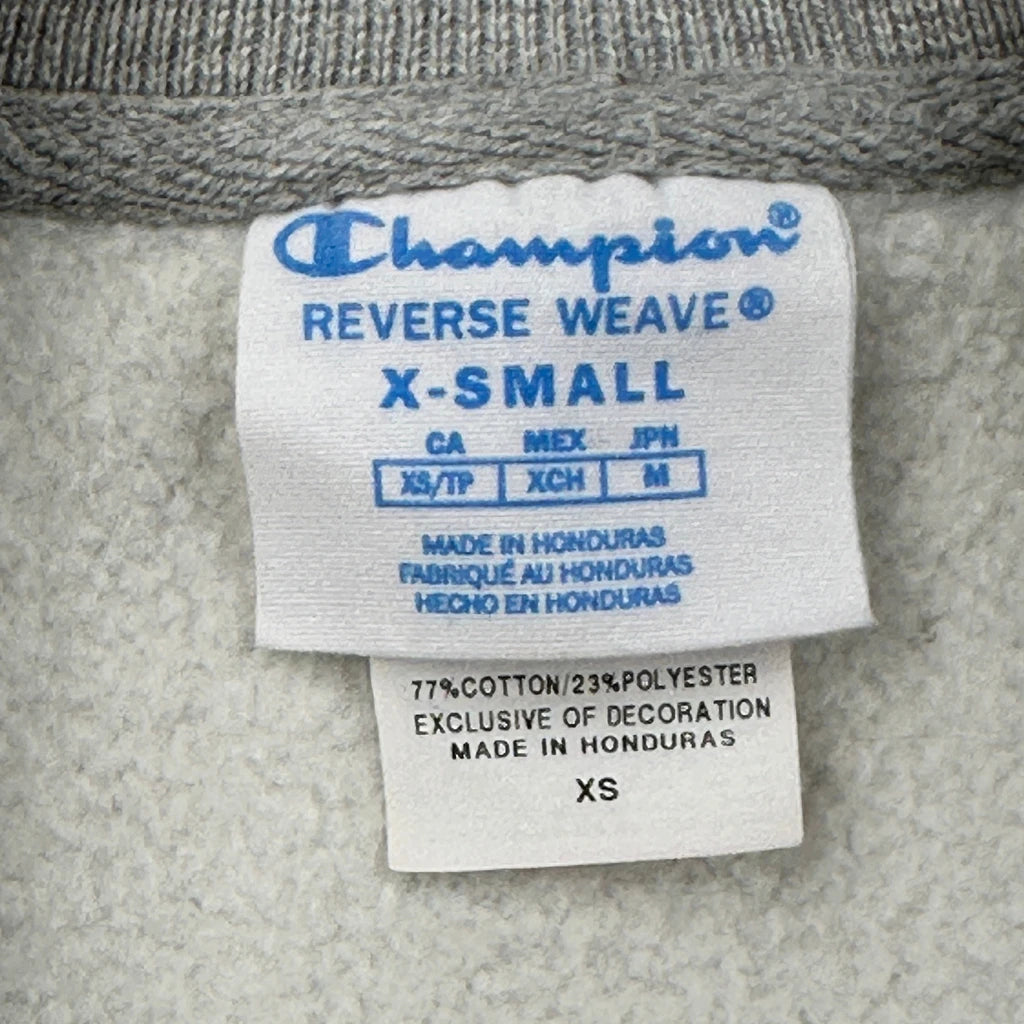 Champion®
REVERSE WEAVE®
X-SMALL
CA MEX JPN
XS/TP XCH M
MADE IN HONDURAS
FABRIQUÉ AU HONDURAS
HECHO EN HONDURAS
77%COTTON/23%POLYESTER
EXCLUSIVE OF DECORATION
MADE IN HONDURAS
XS